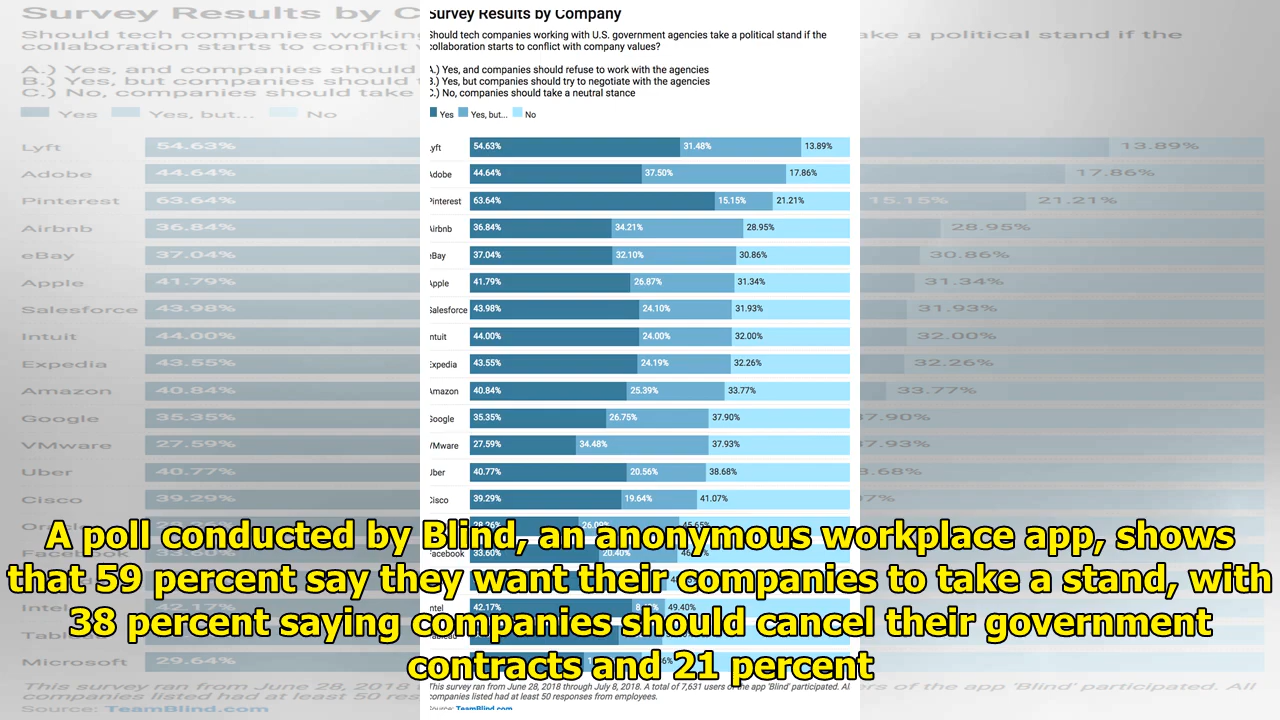 Survey Results by Company
Should tech companies working with U.S. government agencies take a political stand if the
collaboration starts to conflict with company values?
A.) Yes, and companies should refuse to work with the agencies
B.) Yes, but companies should try to negotiate with the agencies
C.) No, companies should take a neutral stance
Yes Yes, but... No
Lyft 54.63% 31.48% 13.89%
Adobe 44.64% 37.50% 17.86%
Pinterest 63.64% 15.15% 21.21%
Airbnb 36.84% 34.21% 28.95%
eBay 37.04% 32.10% 30.86%
Apple 41.79% 26.87% 31.34%
Salesforce 43.98% 24.10% 31.93%
Intuit 44.00% 24.00% 32.00%
Expedia 43.55% 24.19% 32.26%
Amazon 40.84% 25.39% 33.77%
Google 35.35% 26.75% 37.90%
VMware 27.59% 34.48% 37.93%
Uber 40.77% 20.56% 38.68%
Cisco 39.29% 19.64% 41.07%
28.26% 26.09% 45.65%
Facebook 33.60% 20.40%
Intel 42.17% 49.40%
Microsoft 29.64%
A poll conducted by Blind, an anonymous workplace app, shows
that 59 percent say they want their companies to take a stand, with
38 percent saying companies should cancel their government
contracts and 21 percent
This survey ran from June 28, 2018 through July 8, 2018. A total of 7,631 users of the app 'Blind' participated. All
companies listed had at least 50 responses from employees.
Source: TeamBlind.com